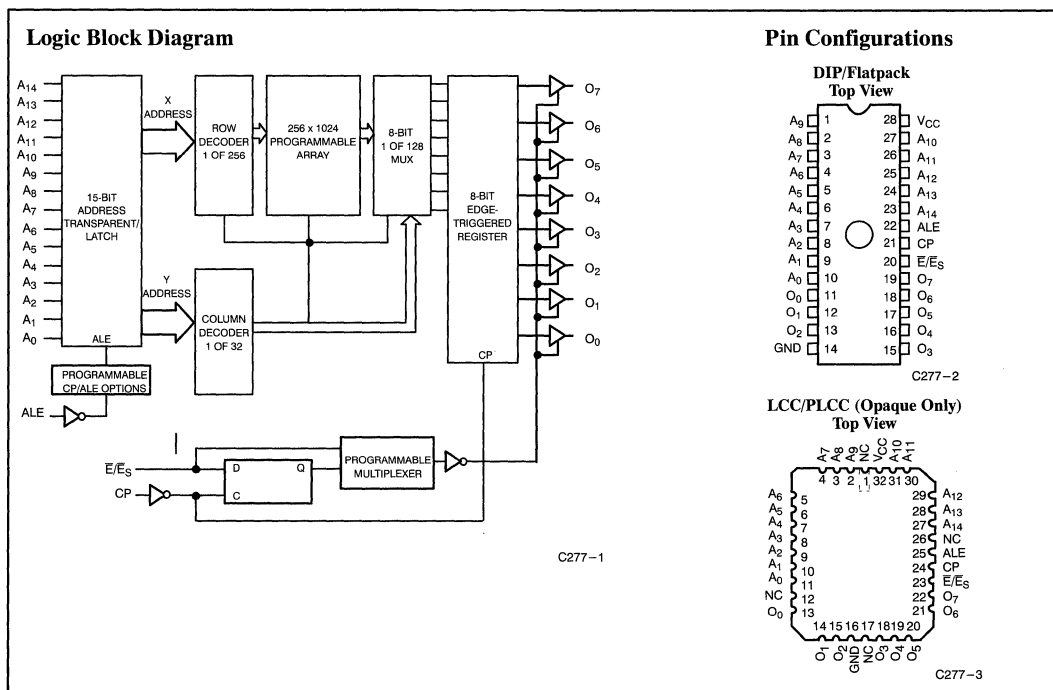 Logic Block Diagram
A14
A13
A12
A11
A10
A9
A8
A7
A6
A5
A4
A3
A2
A1
A0
15-BIT
ADDRESS
TRANSPARENT/
LATCH
ALE
PROGRAMMABLE
CP/ALE OPTIONS
ALE
X
ADDRESS
Y
ADDRESS
ROW
DECODER
1 OF 256
256 x 1024
PROGRAMMABLE
ARRAY
8-BIT
1 OF 128
MUX
COLUMN
DECODER
1 OF 32
8-BIT
EDGE-
TRIGGERED
REGISTER
CP
O7
O6
O5
O4
O3
O2
O1
O0
E̅/E̅S
CP
D
Q
C
PROGRAMMABLE
MULTIPLEXER
C277-1
Pin Configurations
DIP/Flatpack
Top View
A9 1 28 VCC
A8 2 27 A10
A7 3 26 A11
A6 4 25 A12
A5 5 24 A13
A4 6 23 A14
A3 7 22 ALE
A2 8 21 CP
A1 9 20 E̅/E̅S
A0 10 19 O7
O0 11 18 O6
O1 12 17 O5
O2 13 16 O4
GND 14 15 O3
C277-2
LCC/PLCC (Opaque Only)
Top View
A7 A8 A9 NC VCC A10 A11
4 3 2 1 32 31 30
A6 5 29 A12
A5 6 28 A13
A4 7 27 A14
A3 8 26 NC
A2 9 25 ALE
A1 10 24 CP
A0 11 23 E̅/E̅S
NC 12 22 O7
O0 13 21 O6
14 15 16 17 18 19 20
O1 O2 GND NC O3 O4 O5
C277-3